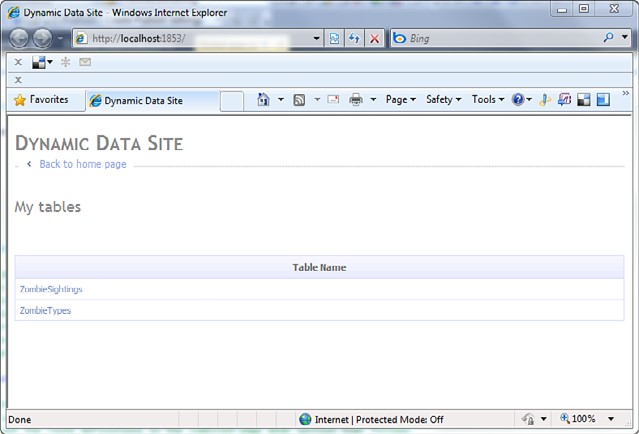 Dynamic Data Site - Windows Internet Explorer
http://localhost:1853/
Bing
Favorites
Dynamic Data Site
Page
Safety
Tools
DYNAMIC DATA SITE
Back to home page
My tables
Table Name
ZombieSightings
ZombieTypes
Done
Internet | Protected Mode: Off
100%